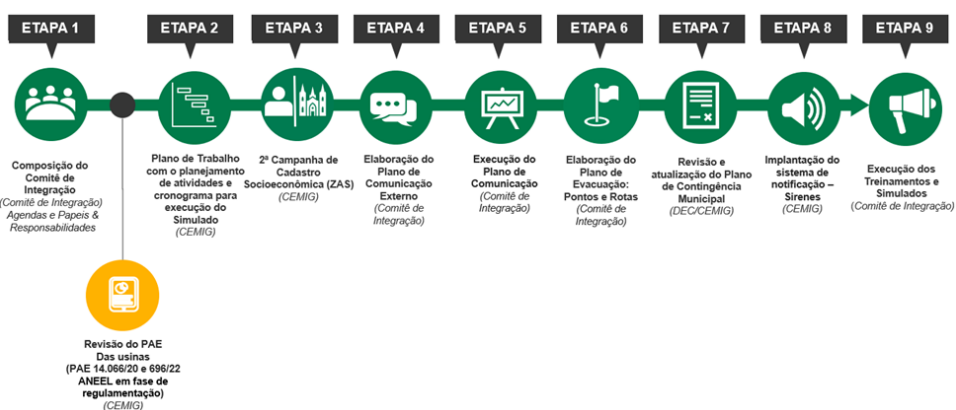 ETAPA 1
ETAPA 2
ETAPA 3
ETAPA 4
ETAPA 5
ETAPA 6
ETAPA 7
ETAPA 8
ETAPA 9
Composição do
Comitê de
Integração
(Comitê de Integração)
Agendas e Papeis &
Responsabilidades
Plano de Trabalho
com o planejamento
de atividades e
cronograma para
execução do
Simulado
(CEMIG)
2ª Campanha de
Cadastro
Socioeconômica (ZAS)
(CEMIG)
Elaboração do
Plano de
Comunicação
Externo
(Comitê de
Integração)
Execução do
Plano de
Comunicação
(Comitê de
Integração)
Elaboração do
Plano de
Evacuação:
Pontos e Rotas
(Comitê de
Integração)
Revisão e
atualização do Plano
de Contingência
Municipal
(DEC/CEMIG)
Implantação do
sistema de
notificação –
Sirenes
(CEMIG)
Execução dos
Treinamentos e
Simulados
(Comitê de Integração)
Revisão do PAE
Das usinas
(PAE 14.066/20 e 696/22
ANEEL em fase de
regulamentação)
(CEMIG)